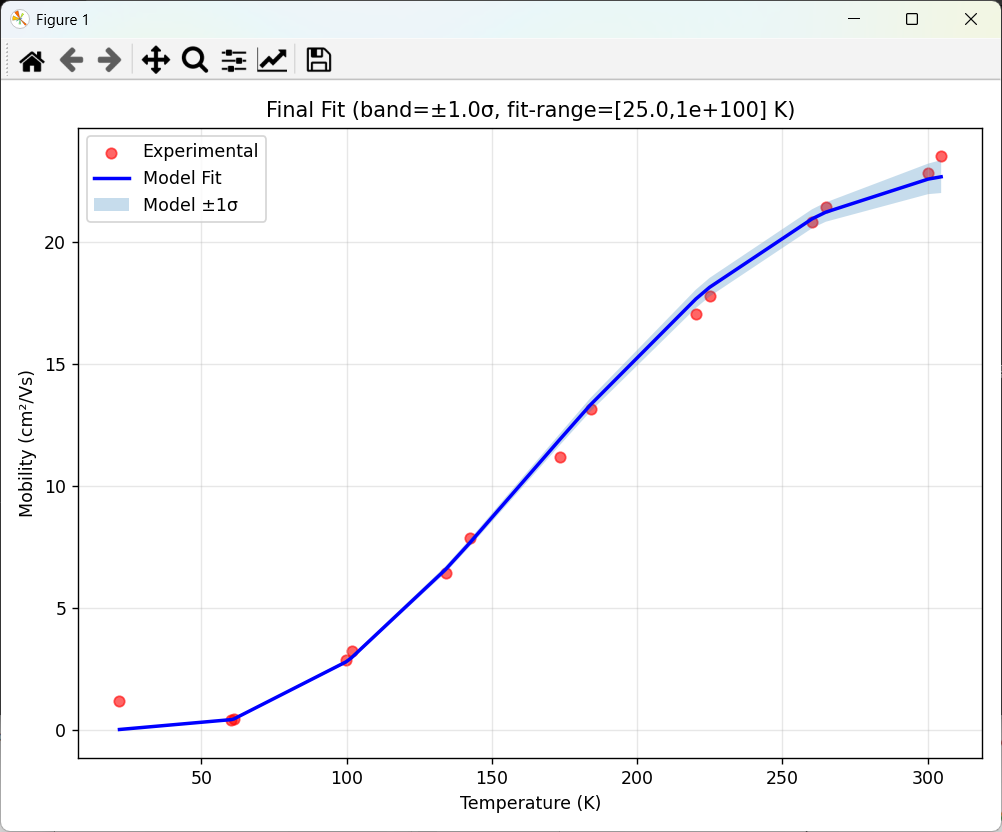 Figure 1
Final Fit (band=±1.0σ, fit-range=[25.0,1e+100] K)
Experimental
Model Fit
Model ±1σ
Mobility (cm²/Vs)
20
15
10
5
0
50 100 150 200 250 300
Temperature (K)